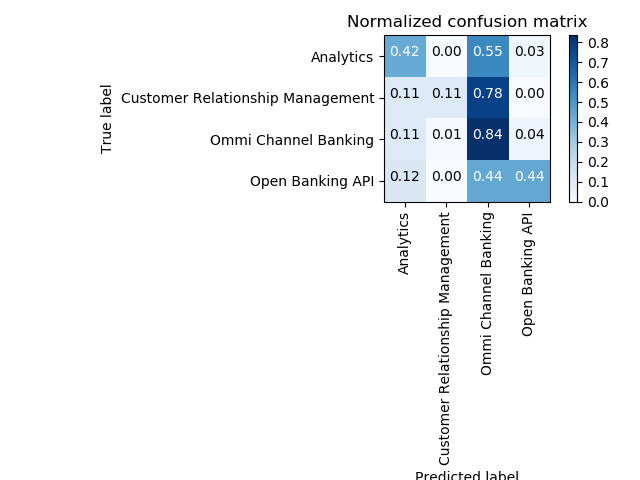 Normalized confusion matrix
True label
Analytics 0.42 0.00 0.55 0.03
Customer Relationship Management 0.11 0.11 0.78 0.00
Ommi Channel Banking 0.11 0.01 0.84 0.04
Open Banking API 0.12 0.00 0.44 0.44
Analytics
Customer Relationship Management
Ommi Channel Banking
Open Banking API
Predicted label
0.8
0.7
0.6
0.5
0.4
0.3
0.2
0.1
0.0